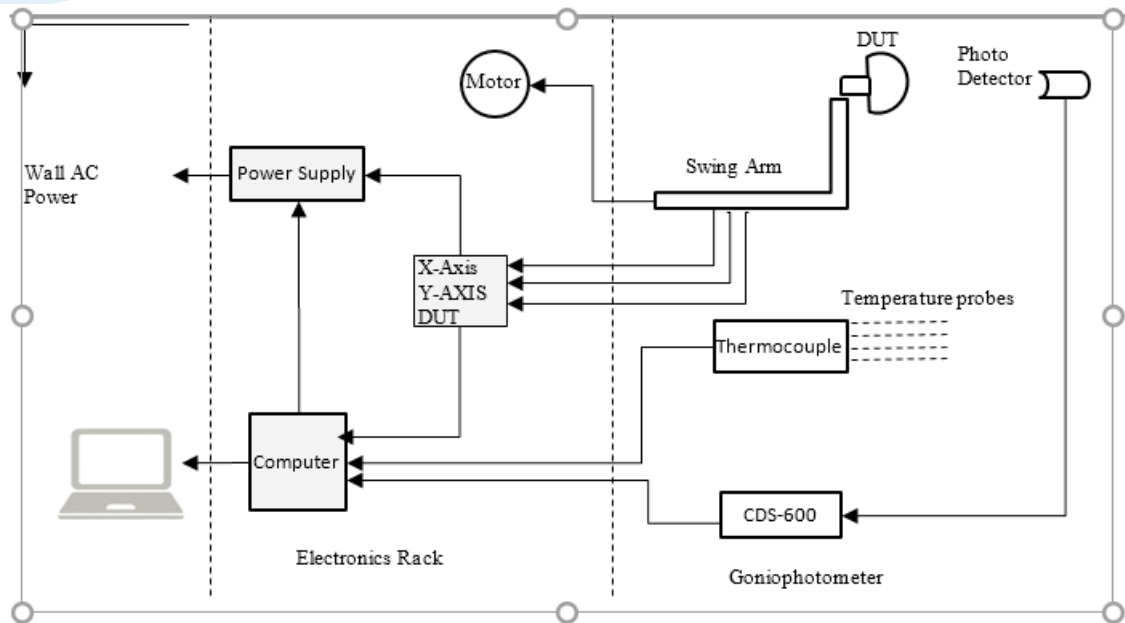 DUT
Photo
Detector
Motor
Wall AC
Power
Power Supply
Swing Arm
X-Axis
Y-AXIS
DUT
Temperature probes
Thermocouple
Computer
CDS-600
Electronics Rack
Goniophotometer